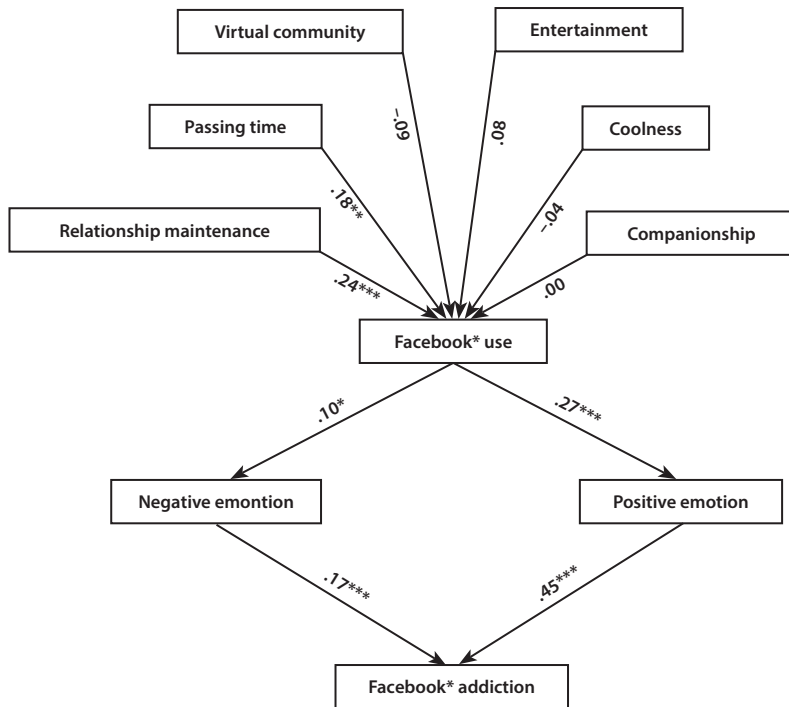 Virtual community
Entertainment
Passing time
Coolness
Relationship maintenance
Companionship
–.09
.08
.18**
–.04
.24***
.00
Facebook* use
.10*
.27***
Negative emontion
Positive emotion
.17***
.45***
Facebook* addiction